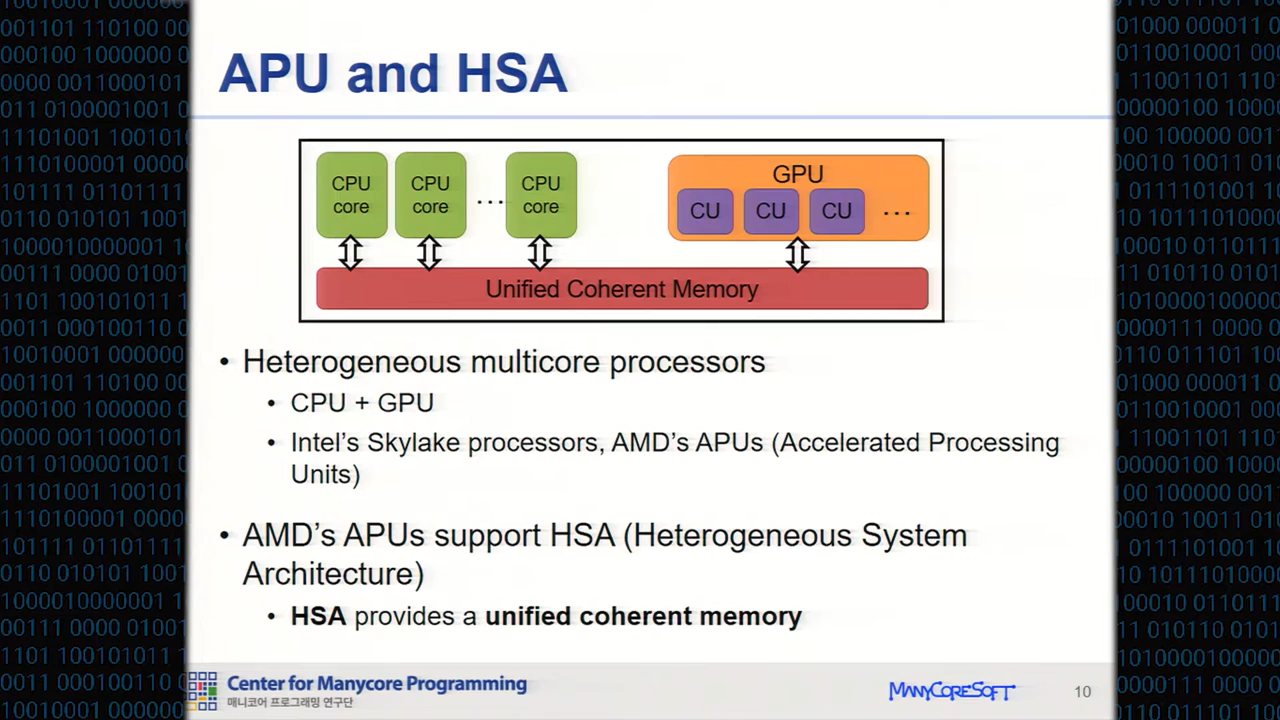 APU and HSA
CPU
core
CPU
core
...
CPU
core
GPU
CU
CU
CU
...
Unified Coherent Memory
• Heterogeneous multicore processors
• CPU + GPU
• Intel's Skylake processors, AMD's APUs (Accelerated Processing
Units)
• AMD's APUs support HSA (Heterogeneous System
Architecture)
• HSA provides a unified coherent memory
Center for Manycore Programming
매니코어 프로그래밍 연구단
MANYCORESOFT
10